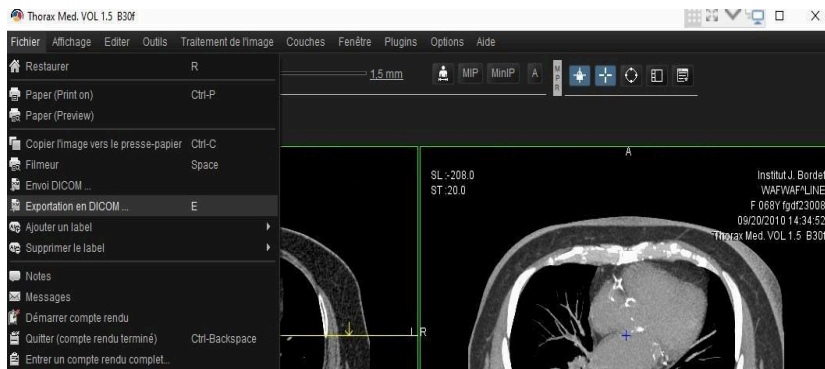 Thorax Med. VOL 1.5 B30f
Fichier Affichage Editer Outils Traitement de l'image Couches Fenêtre Plugins Options Aide
Restaurer R
Paper (Print on) Ctrl-P
Paper (Preview)
Copier l'image vers le presse-papier Ctrl-C
Filmeur Space
Envoi DICOM ...
Exportation en DICOM ... E
Ajouter un label
Supprimer le label
Notes
Messages
Démarrer compte rendu
Quitter (compte rendu terminé) Ctrl-Backspace
Entrer un compte rendu complet...
1.5 mm
MIP MinIP A
MPR
A
SL :-208.0
ST :20.0
Institut J. Bordet
WAFWAF^LINE
F 068Y fgdf23008
09/20/2010 14:34:52
Thorax Med. VOL 1.5 B30f
L R